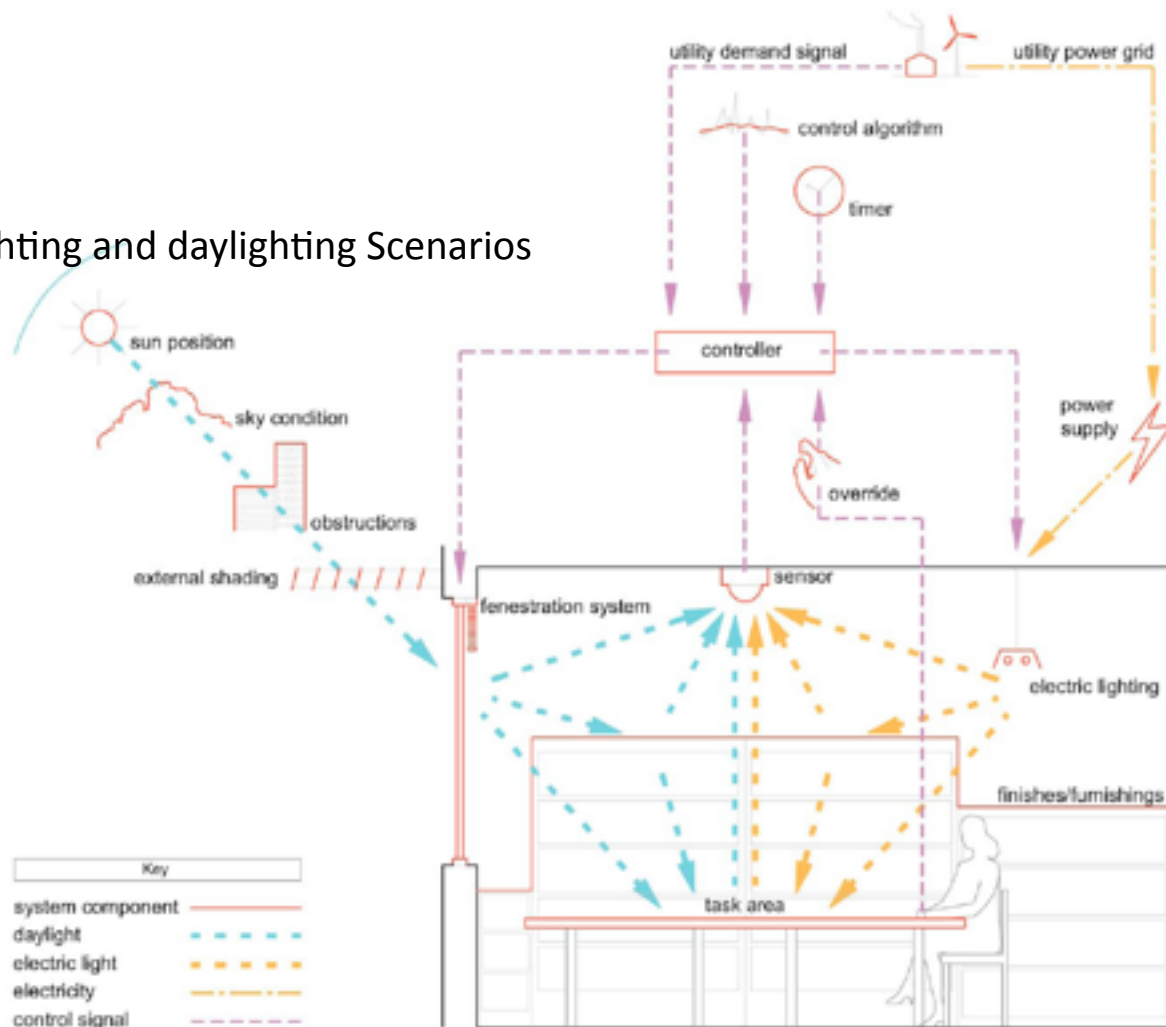 utility demand signal
utility power grid
control algorithm
timer
hting and daylighting Scenarios
sun position
controller
sky condition
power
supply
override
obstructions
external shading
sensor
fenestration system
electric lighting
finishes/furnishings
Key
task area
system component
daylight
electric light
electricity
control signal